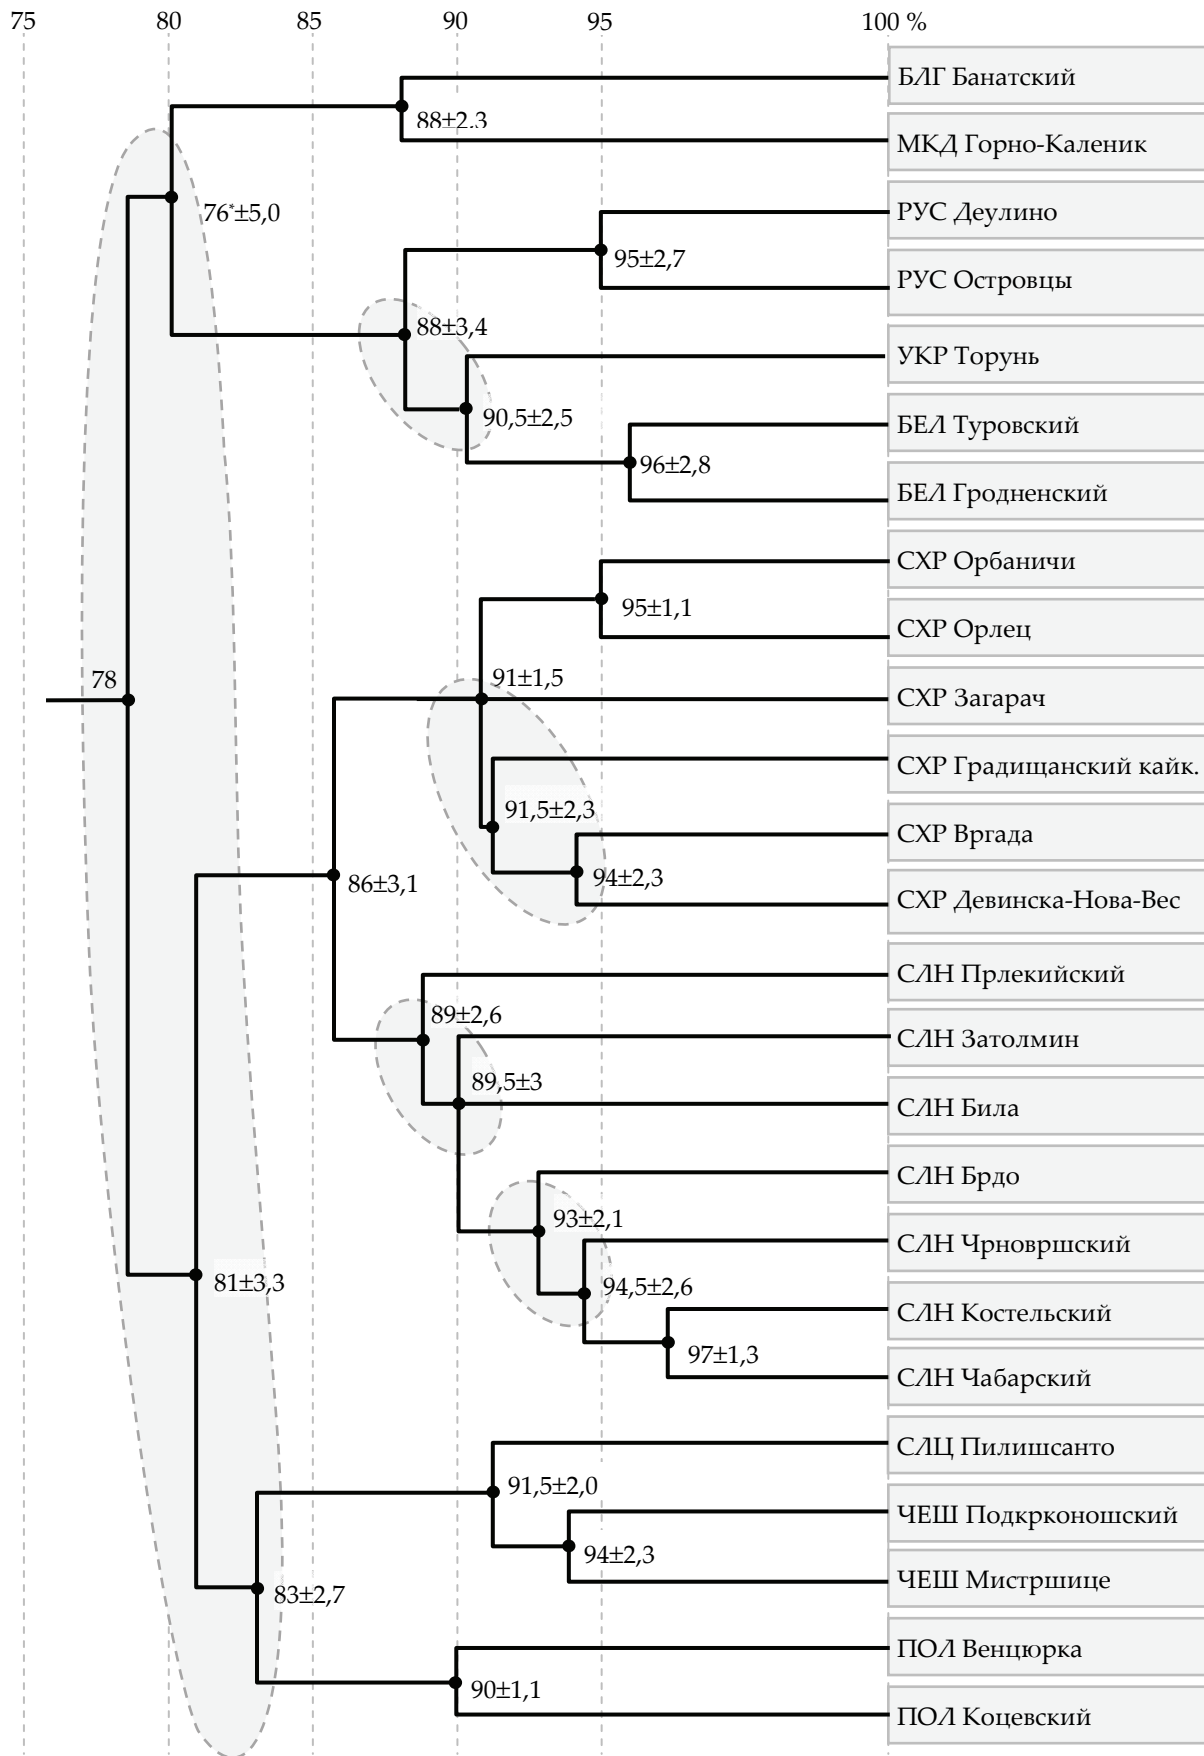 75 80 85 90 95 100 %
БЛГ Банатский
88±2,3
МКД Горно-Каленик
76*±5,0
РУС Деулино
95±2,7
РУС Островцы
88±3,4
УКР Торунь
90,5±2,5
БЕЛ Туровский
96±2,8
БЕЛ Гродненский
СХР Орбаничи
95±1,1
СХР Орлец
78
91±1,5
СХР Загарач
СХР Градищанский кайк.
91,5±2,3
СХР Вргада
86±3,1
94±2,3
СХР Девинска-Нова-Вес
СЛН Прлекийский
89±2,6
СЛН Затолмин
89,5±3
СЛН Била
СЛН Брдо
93±2,1
СЛН Чрновршский
81±3,3
94,5±2,6
СЛН Костельский
97±1,3
СЛН Чабарский
СЛЦ Пилишсанто
91,5±2,0
ЧЕШ Подкрконошский
94±2,3
ЧЕШ Мистршице
83±2,7
ПОЛ Венцюрка
90±1,1
ПОЛ Коцевский